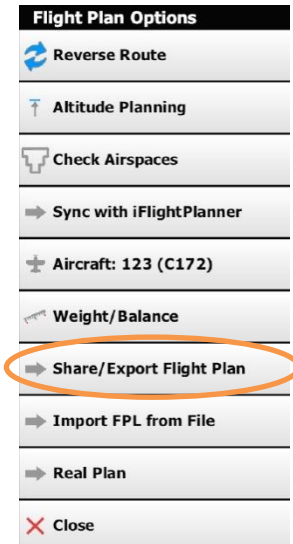 Flight Plan Options
Reverse Route
Altitude Planning
Check Airspaces
Sync with iFlightPlanner
Aircraft: 123 (C172)
Weight/Balance
Share/Export Flight Plan
Import FPL from File
Real Plan
Close